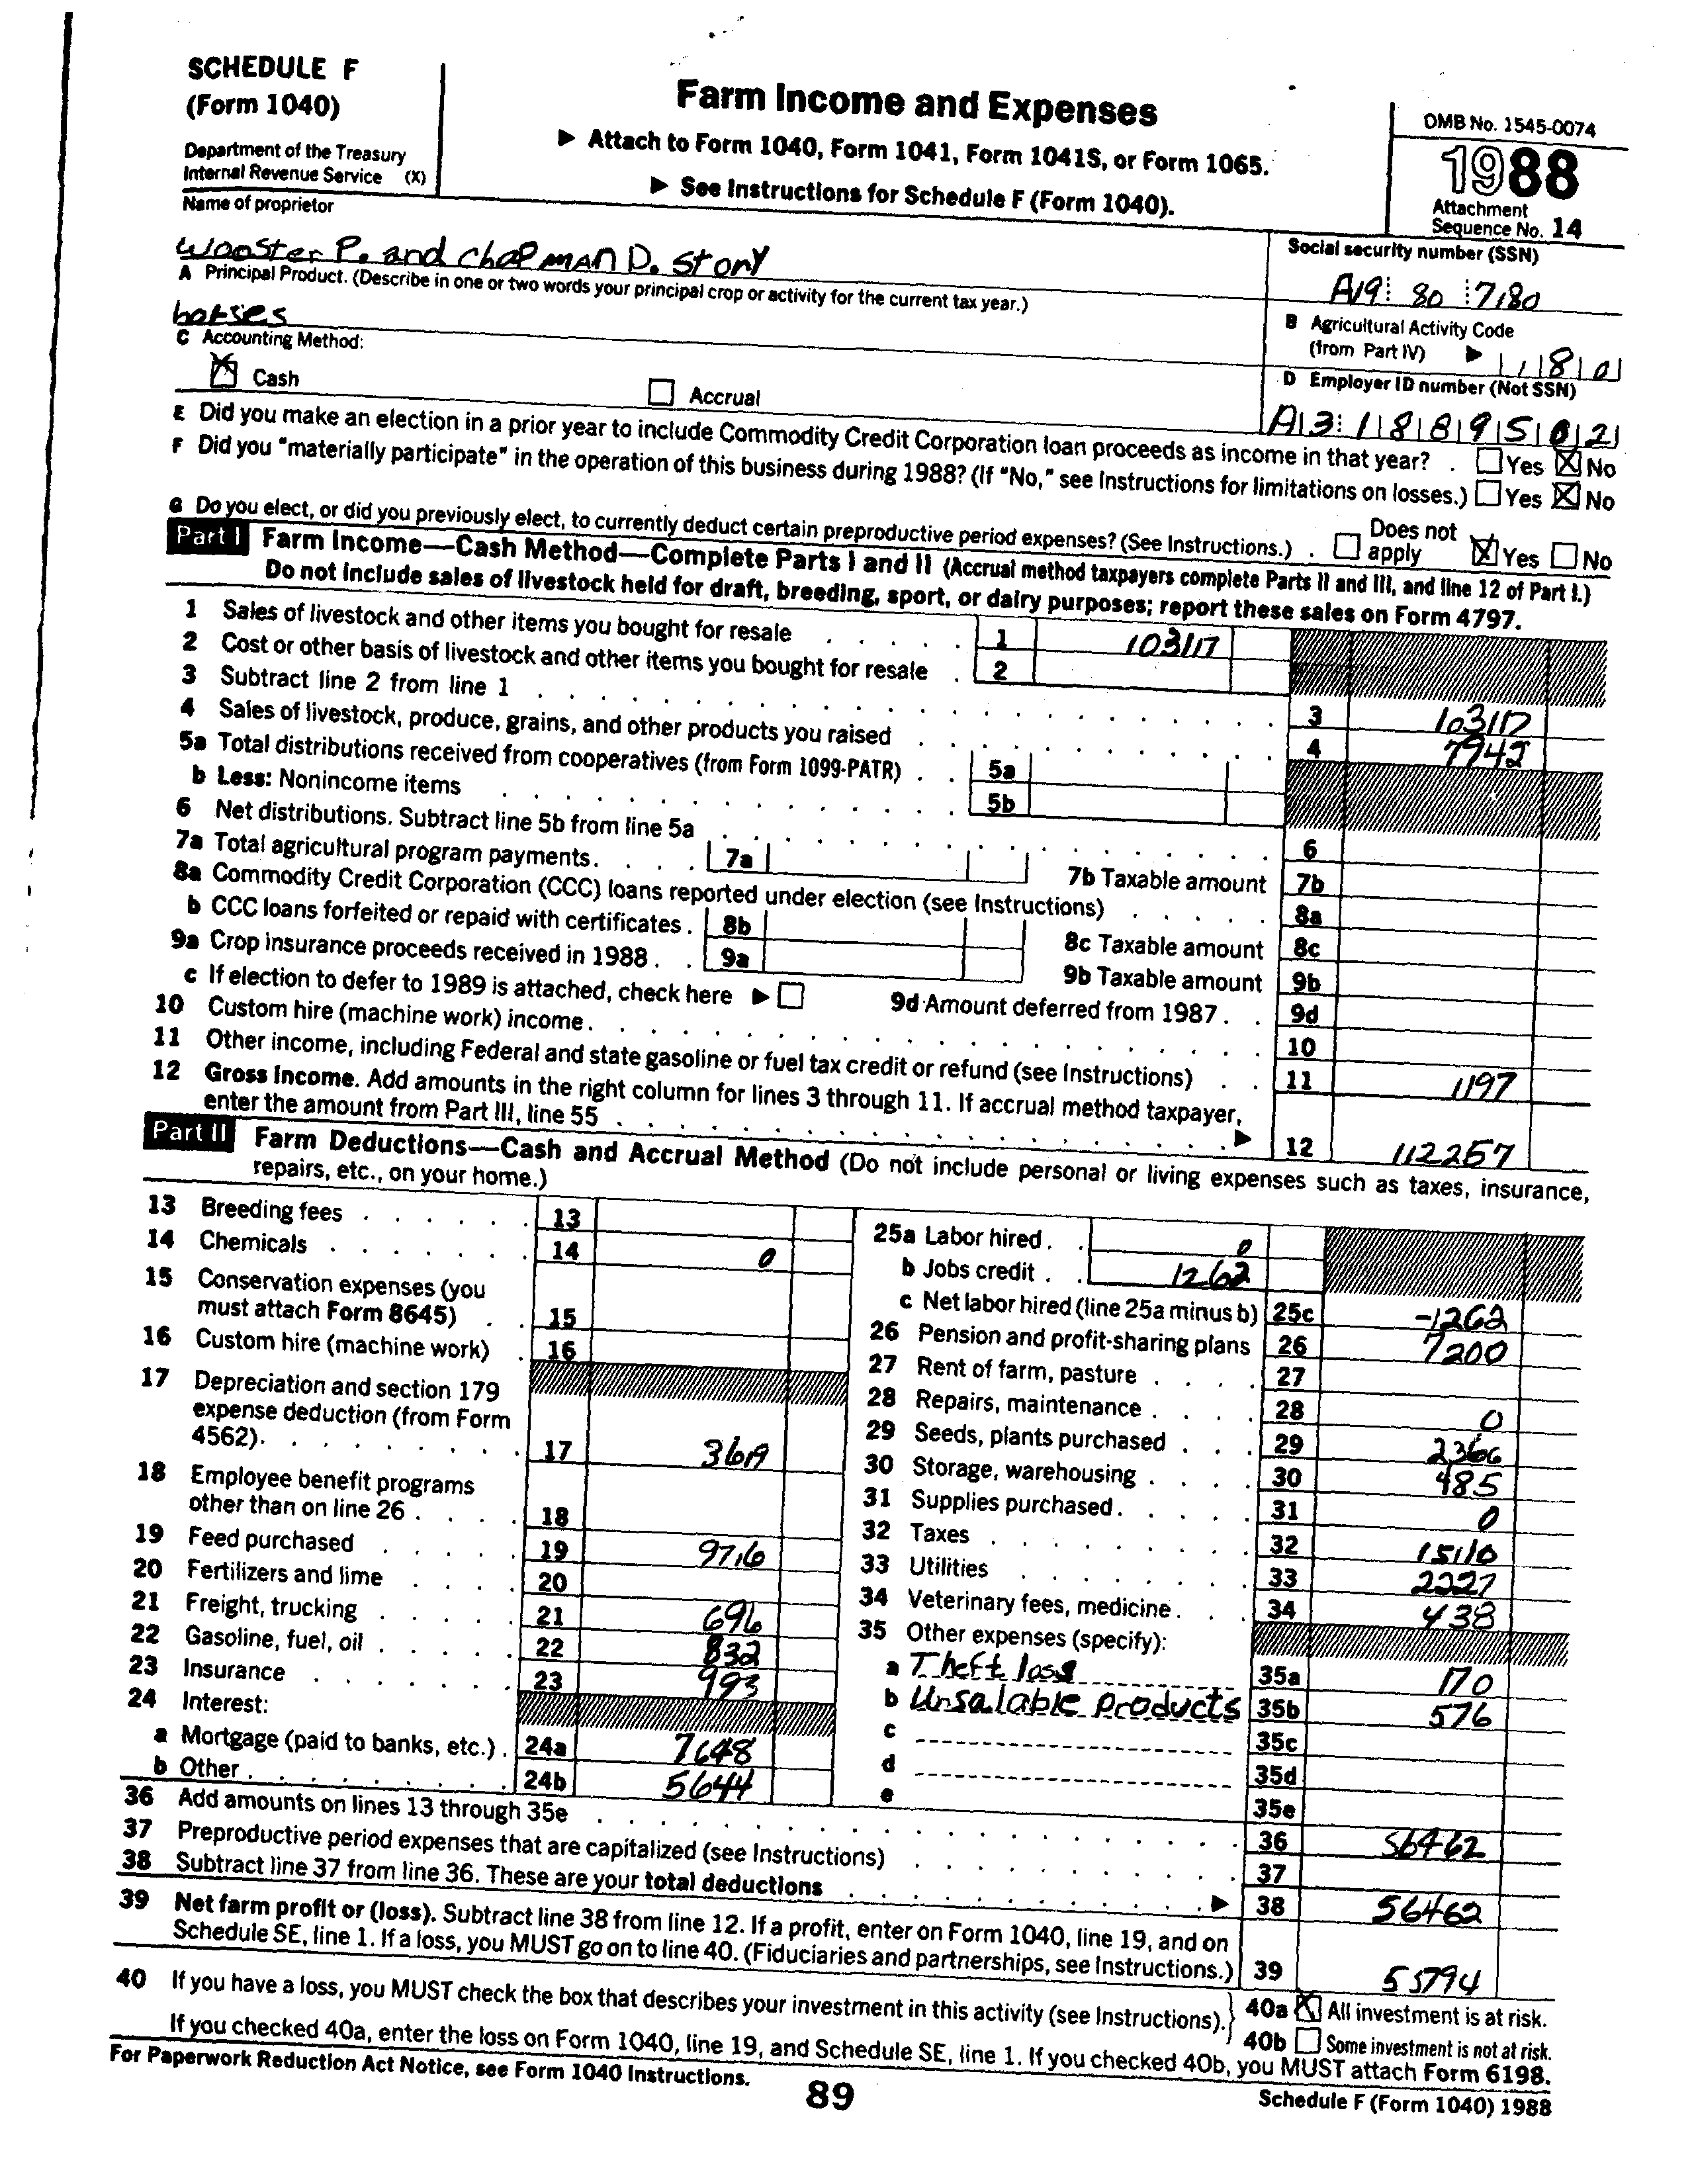 SCHEDULE F
(Form 1040)
Department of the Treasury
Internal Revenue Service (X)
Farm Income and Expenses
▶ Attach to Form 1040, Form 1041, Form 1041S, or Form 1065.
▶ See Instructions for Schedule F (Form 1040).
OMB No. 1545-0074
1988
Attachment
Sequence No. 14
Name of proprietor
Wooster P. and chapman D. Stony
Social security number (SSN)
A19 80 7180
A Principal Product. (Describe in one or two words your principal crop or activity for the current tax year.)
horses
B Agricultural Activity Code
(from Part IV) ▶ 180
C Accounting Method:
Cash
Accrual
D Employer ID number (Not SSN)
A3 1889502
E Did you make an election in a prior year to include Commodity Credit Corporation loan proceeds as income in that year? . Yes No
F Did you "materially participate" in the operation of this business during 1988? (If "No," see Instructions for limitations on losses.) Yes No
G Do you elect, or did you previously elect, to currently deduct certain preproductive period expenses? (See Instructions.) . Does not apply Yes No
Part I Farm Income—Cash Method—Complete Parts I and II (Accrual method taxpayers complete Parts II and III, and line 12 of Part I.)
Do not include sales of livestock held for draft, breeding, sport, or dairy purposes; report these sales on Form 4797.
1 Sales of livestock and other items you bought for resale 1 103117
2 Cost or other basis of livestock and other items you bought for resale 2
3 Subtract line 2 from line 1 3 103117
4 Sales of livestock, produce, grains, and other products you raised 4 7942
5a Total distributions received from cooperatives (from Form 1099-PATR) 5a
b Less: Nonincome items 5b
6 Net distributions. Subtract line 5b from line 5a 6
7a Total agricultural program payments. 7a 7b Taxable amount 7b
8a Commodity Credit Corporation (CCC) loans reported under election (see Instructions) 8a
b CCC loans forfeited or repaid with certificates. 8b 8c Taxable amount 8c
9a Crop insurance proceeds received in 1988. 9a 9b Taxable amount 9b
c If election to defer to 1989 is attached, check here ▶ 9d Amount deferred from 1987. 9d
10 Custom hire (machine work) income. 10
11 Other income, including Federal and state gasoline or fuel tax credit or refund (see Instructions) 11 1197
12 Gross Income. Add amounts in the right column for lines 3 through 11. If accrual method taxpayer,
enter the amount from Part III, line 55 ▶ 12 112257
Part II Farm Deductions—Cash and Accrual Method (Do not include personal or living expenses such as taxes, insurance,
repairs, etc., on your home.)
13 Breeding fees 13
14 Chemicals 14 0
15 Conservation expenses (you
must attach Form 8645) 15
16 Custom hire (machine work) 16
17 Depreciation and section 179
expense deduction (from Form
4562). 17 3619
18 Employee benefit programs
other than on line 26 18
19 Feed purchased 19 9716
20 Fertilizers and lime 20
21 Freight, trucking 21 696
22 Gasoline, fuel, oil 22 832
23 Insurance 23 993
24 Interest:
a Mortgage (paid to banks, etc.) 24a 7648
b Other 24b 5644
25a Labor hired 0
b Jobs credit 1262
c Net labor hired (line 25a minus b) 25c -1262
26 Pension and profit-sharing plans 26 7200
27 Rent of farm, pasture 27
28 Repairs, maintenance 28 0
29 Seeds, plants purchased 29 2366
30 Storage, warehousing 30 485
31 Supplies purchased 31 0
32 Taxes 32 15110
33 Utilities 33 2227
34 Veterinary fees, medicine 34 438
35 Other expenses (specify):
a Theft loss 35a 170
b Unsalable products 35b 576
c 35c
d 35d
e 35e
36 Add amounts on lines 13 through 35e 36 56462
37 Preproductive period expenses that are capitalized (see Instructions) 37
38 Subtract line 37 from line 36. These are your total deductions ▶ 38 56462
39 Net farm profit or (loss). Subtract line 38 from line 12. If a profit, enter on Form 1040, line 19, and on
Schedule SE, line 1. If a loss, you MUST go on to line 40. (Fiduciaries and partnerships, see Instructions.) 39 55794
40 If you have a loss, you MUST check the box that describes your investment in this activity (see Instructions). 40a All investment is at risk.
40b Some investment is not at risk.
If you checked 40a, enter the loss on Form 1040, line 19, and Schedule SE, line 1. If you checked 40b, you MUST attach Form 6198.
For Paperwork Reduction Act Notice, see Form 1040 Instructions.
89
Schedule F (Form 1040) 1988